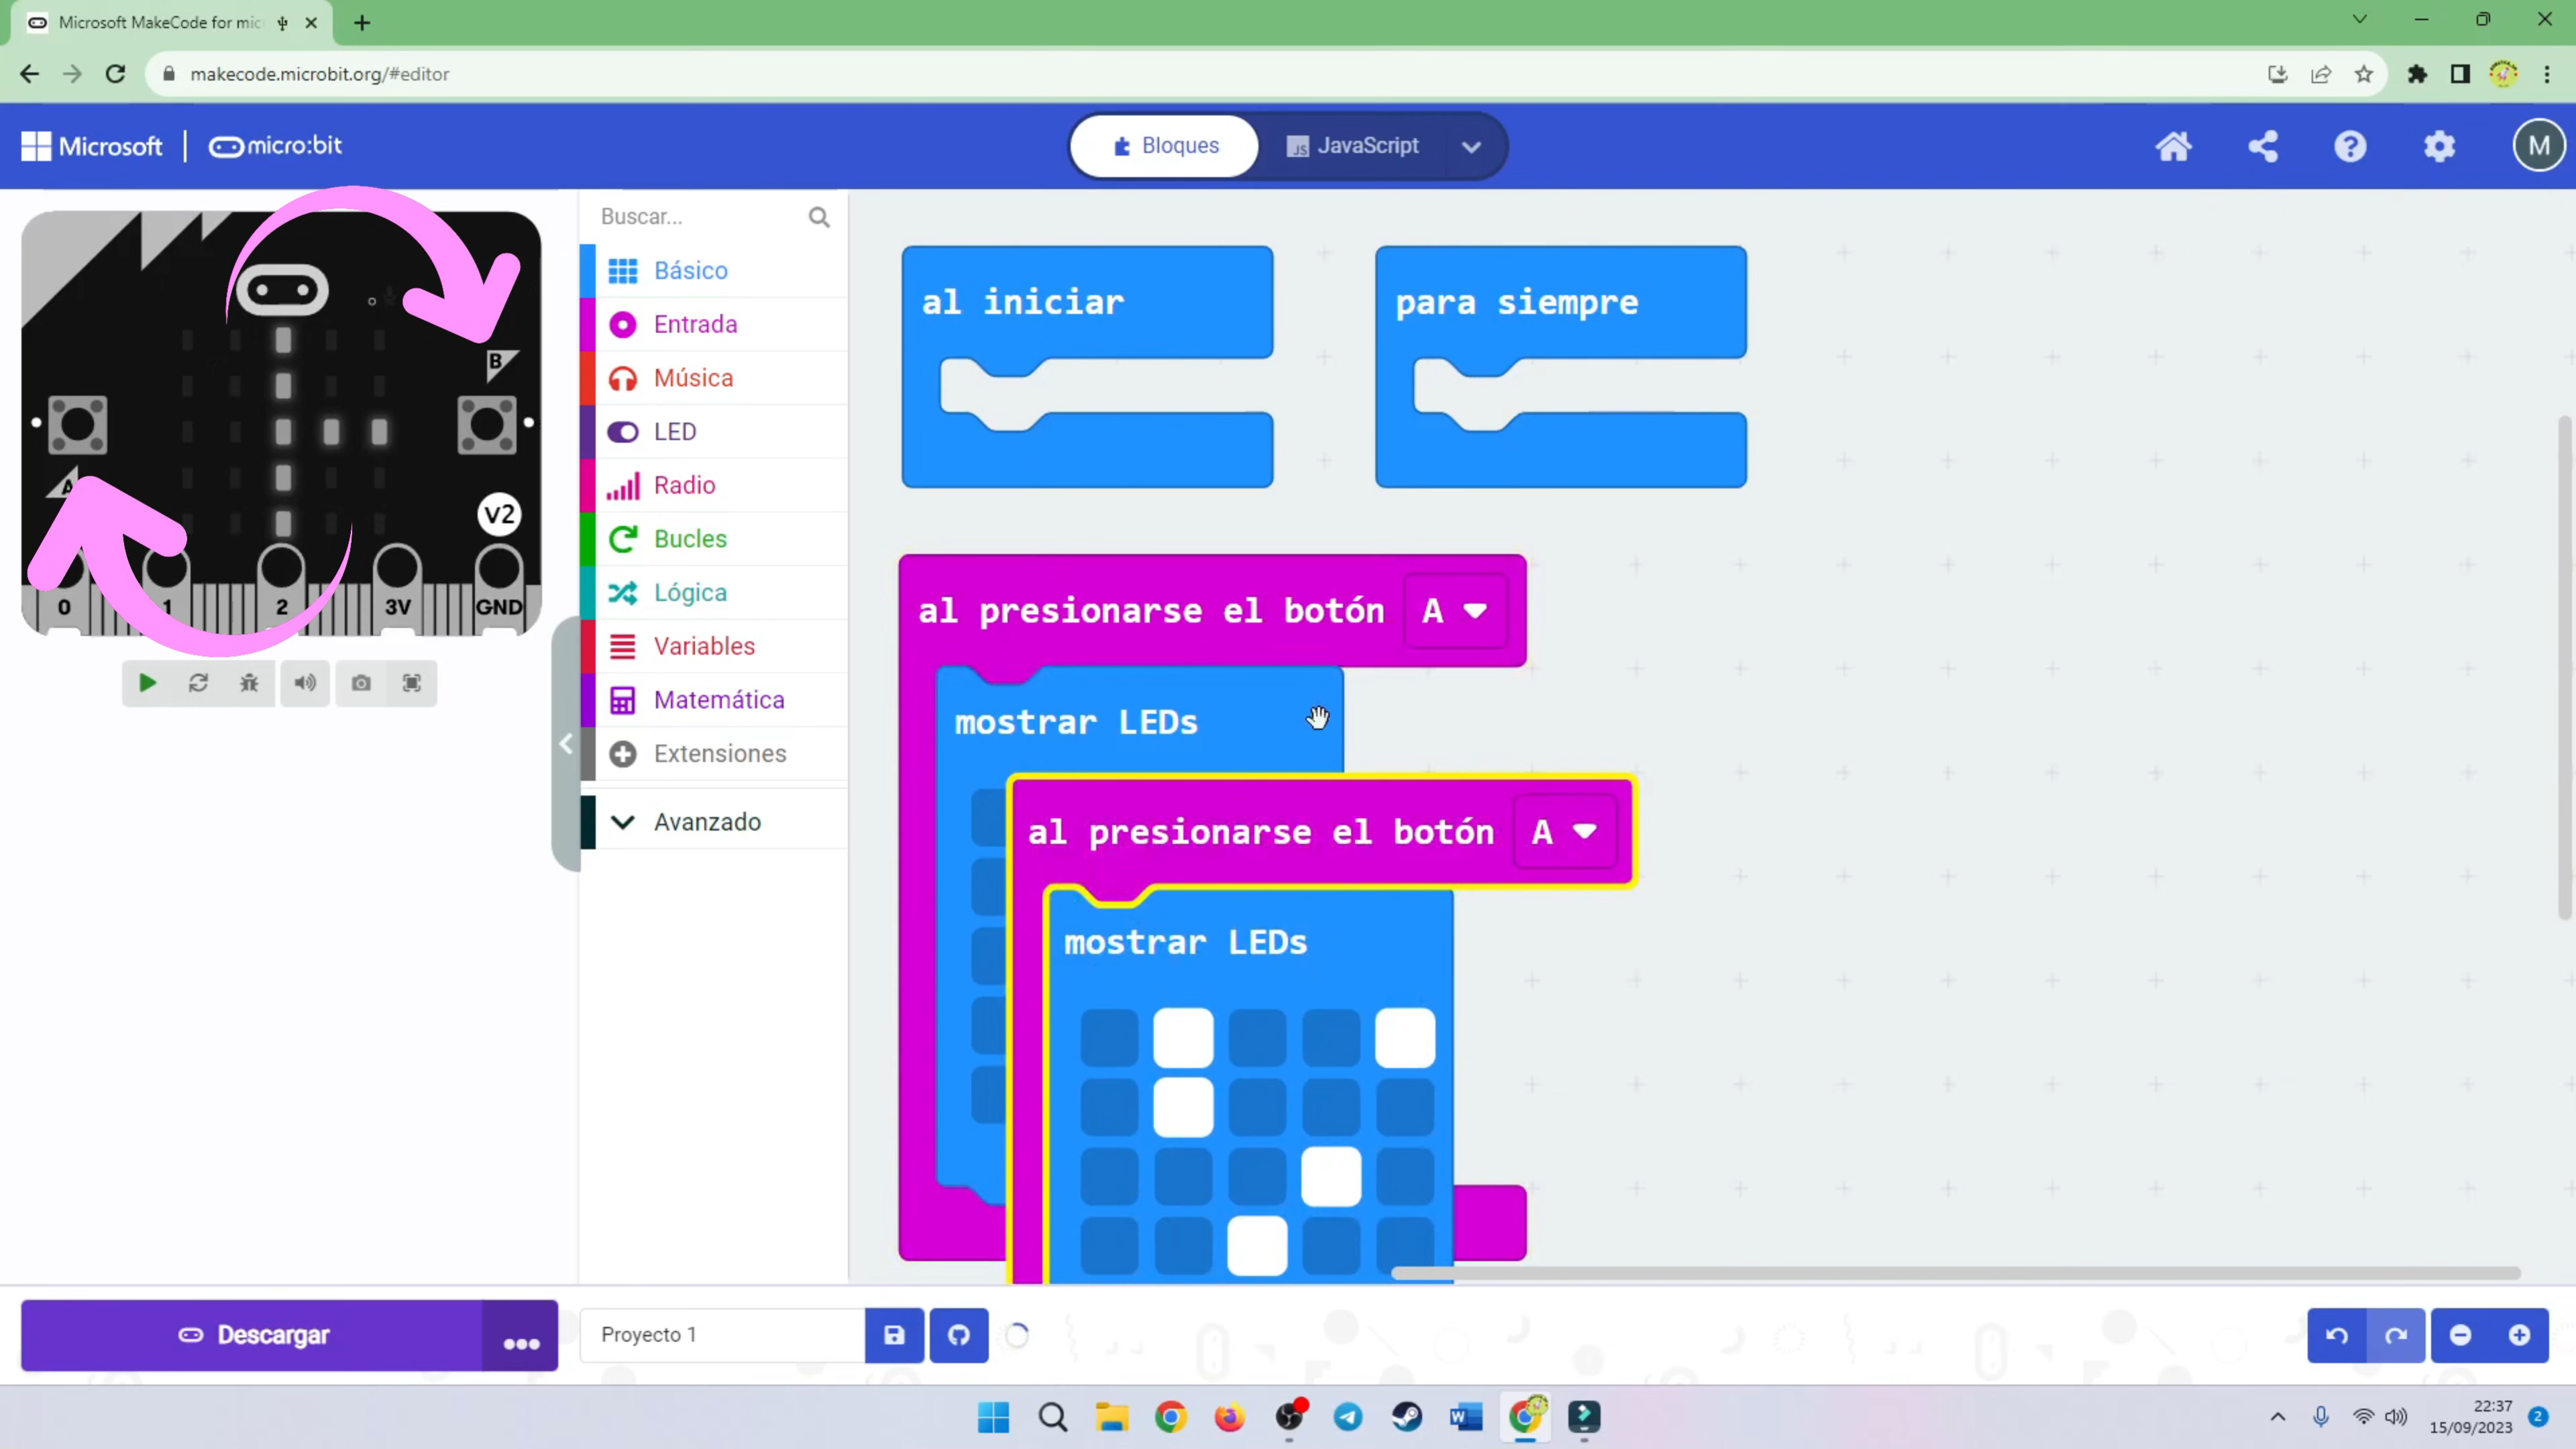 Microsoft MakeCode for mic
makecode.microbit.org/#editor
Microsoft
micro:bit
Bloques
JS
JavaScript
M
B
A
V2
0
1
2
3V
GND
Buscar...
Básico
Entrada
Música
LED
Radio
Bucles
Lógica
Variables
Matemática
Extensiones
Avanzado
al iniciar
para siempre
al presionarse el botón A
mostrar LEDs
al presionarse el botón A
mostrar LEDs
Descargar
Proyecto 1
22:37
15/09/2023
2